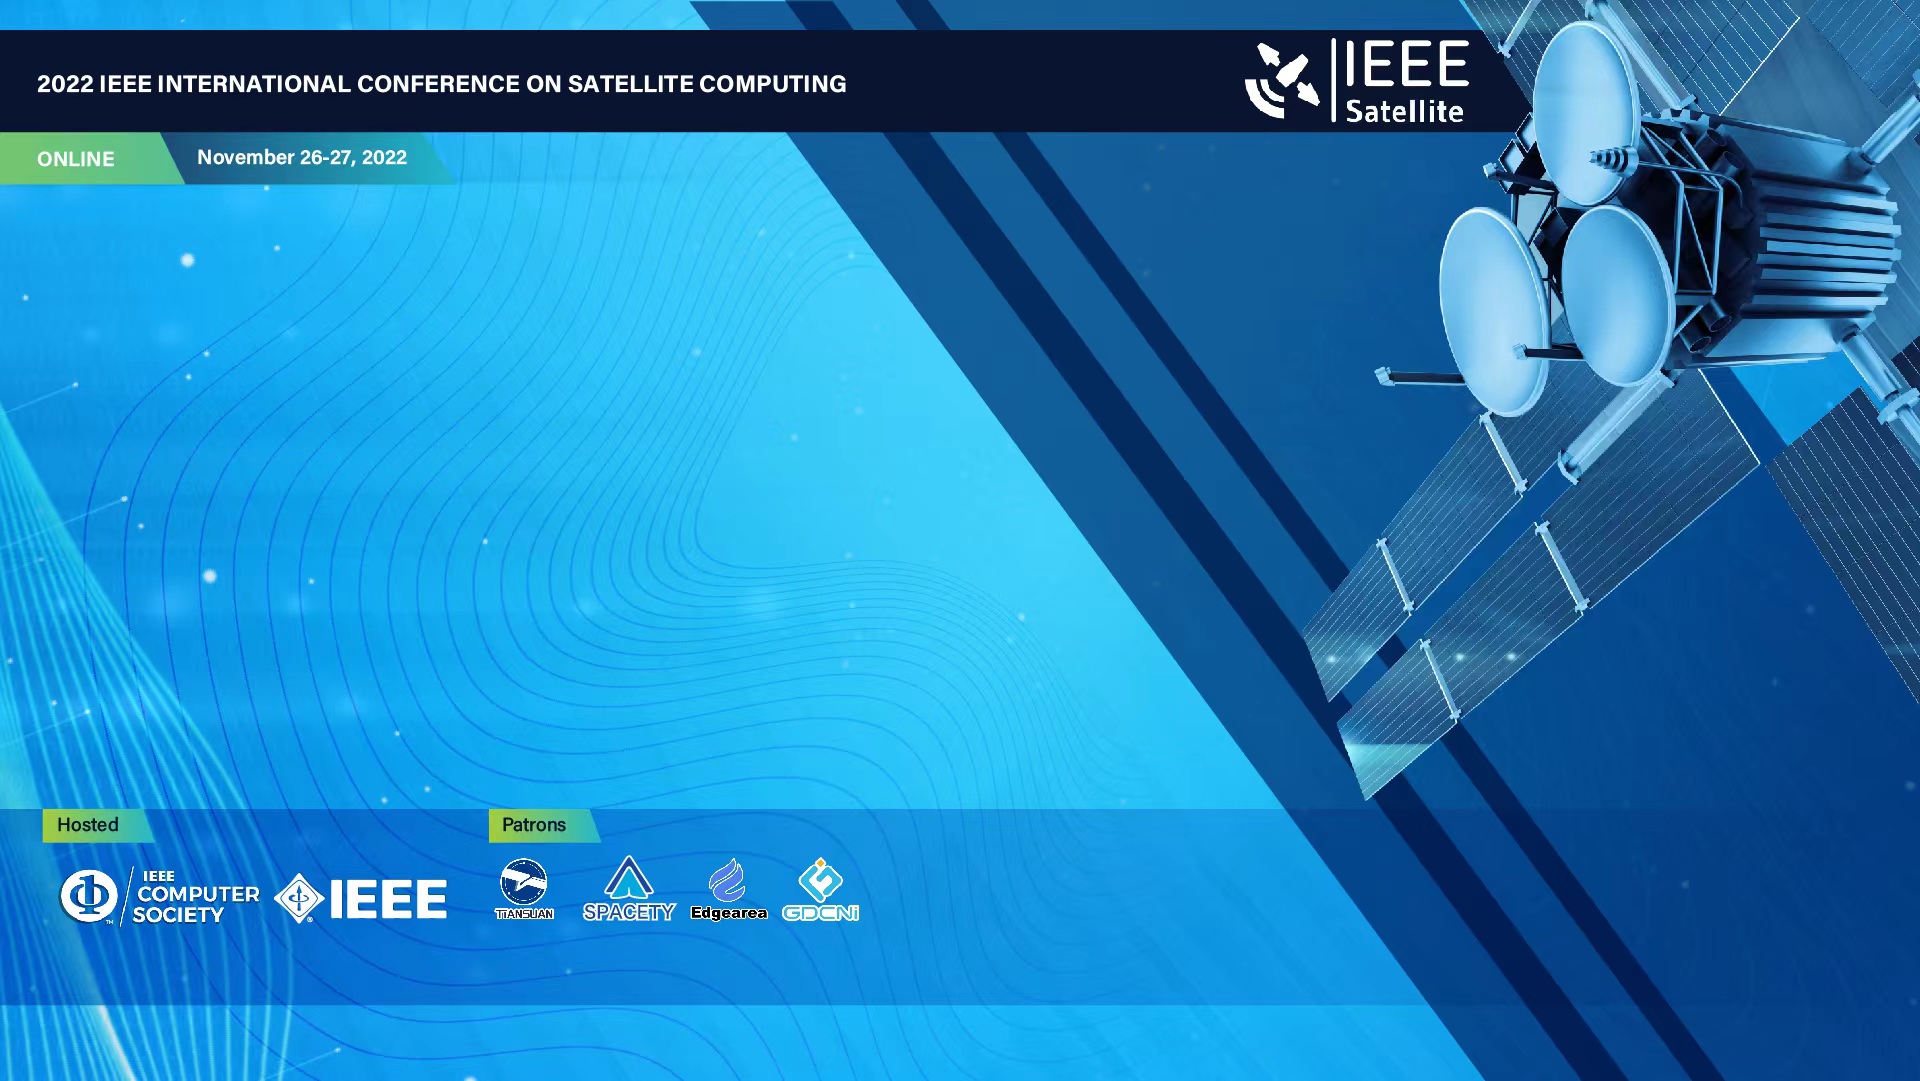 2022 IEEE INTERNATIONAL CONFERENCE ON SATELLITE COMPUTING
IEEE
Satellite
ONLINE
November 26-27, 2022
Hosted
Patrons
IEEE
COMPUTER
SOCIETY
TM
IEEE
®
TIANSUAN
SPACETY
Edgearea
GDCNi